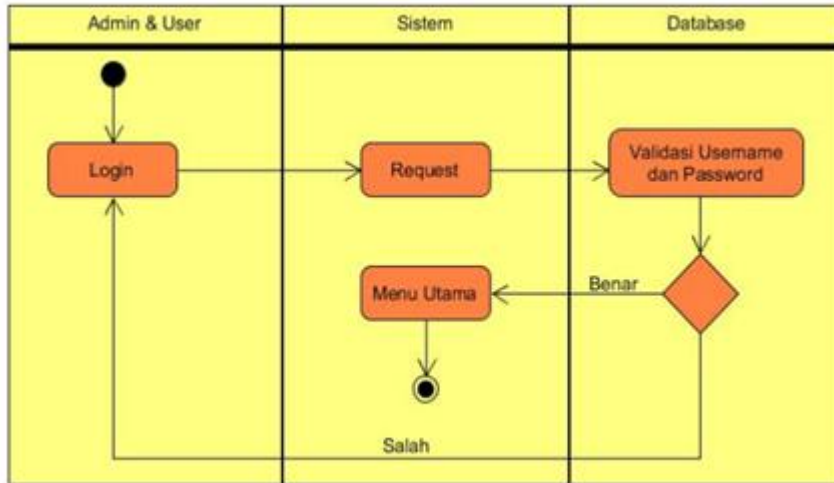 Admin & User
Sistem
Database
Login
Request
Validasi Username
dan Password
Menu Utama
Benar
Salah